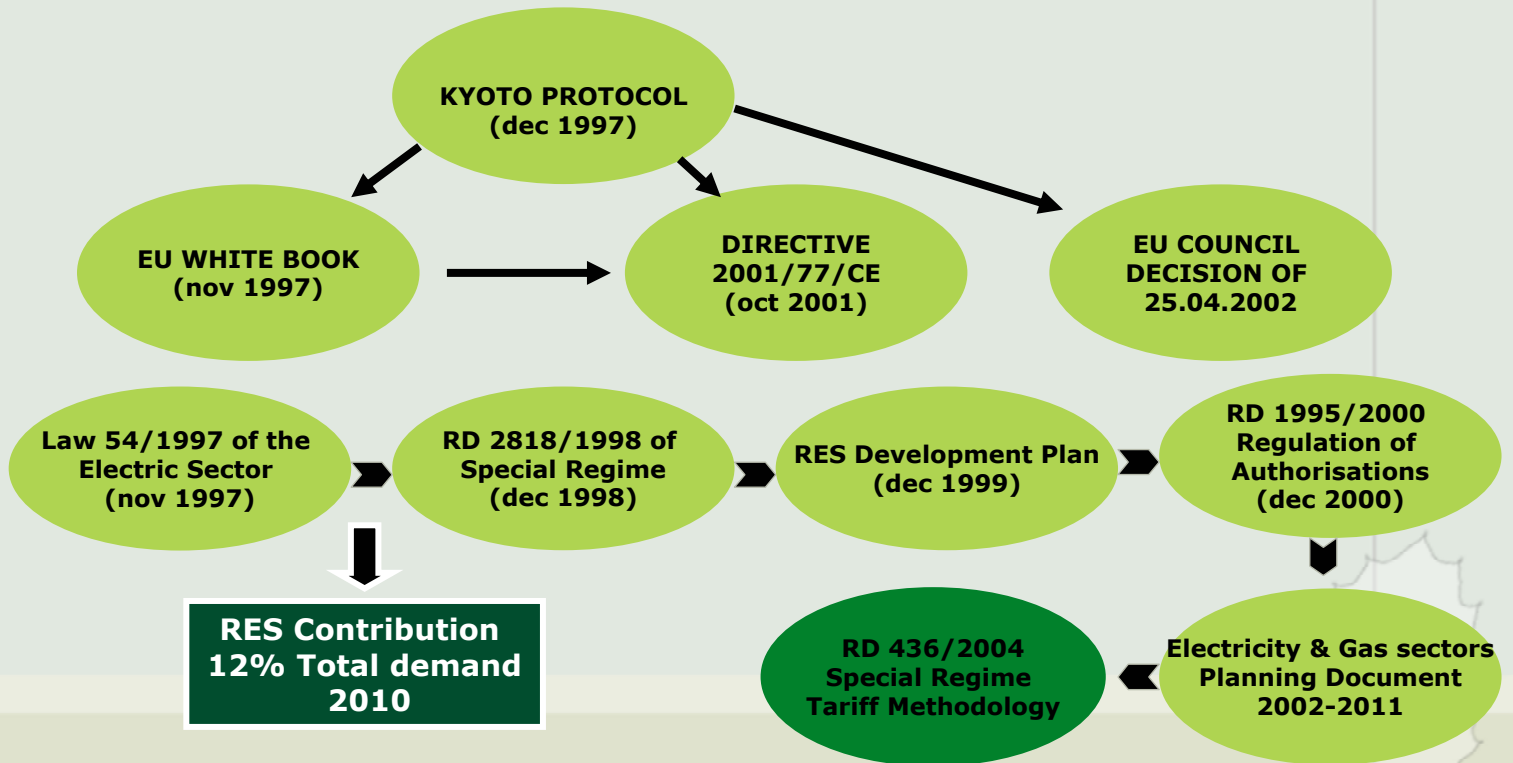 KYOTO PROTOCOL
(dec 1997)
EU WHITE BOOK
(nov 1997)
DIRECTIVE
2001/77/CE
(oct 2001)
EU COUNCIL
DECISION OF
25.04.2002
Law 54/1997 of the
Electric Sector
(nov 1997)
RD 2818/1998 of
Special Regime
(dec 1998)
RES Development Plan
(dec 1999)
RD 1995/2000
Regulation of
Authorisations
(dec 2000)
RES Contribution
12% Total demand
2010
RD 436/2004
Special Regime
Tariff Methodology
Electricity & Gas sectors
Planning Document
2002-2011